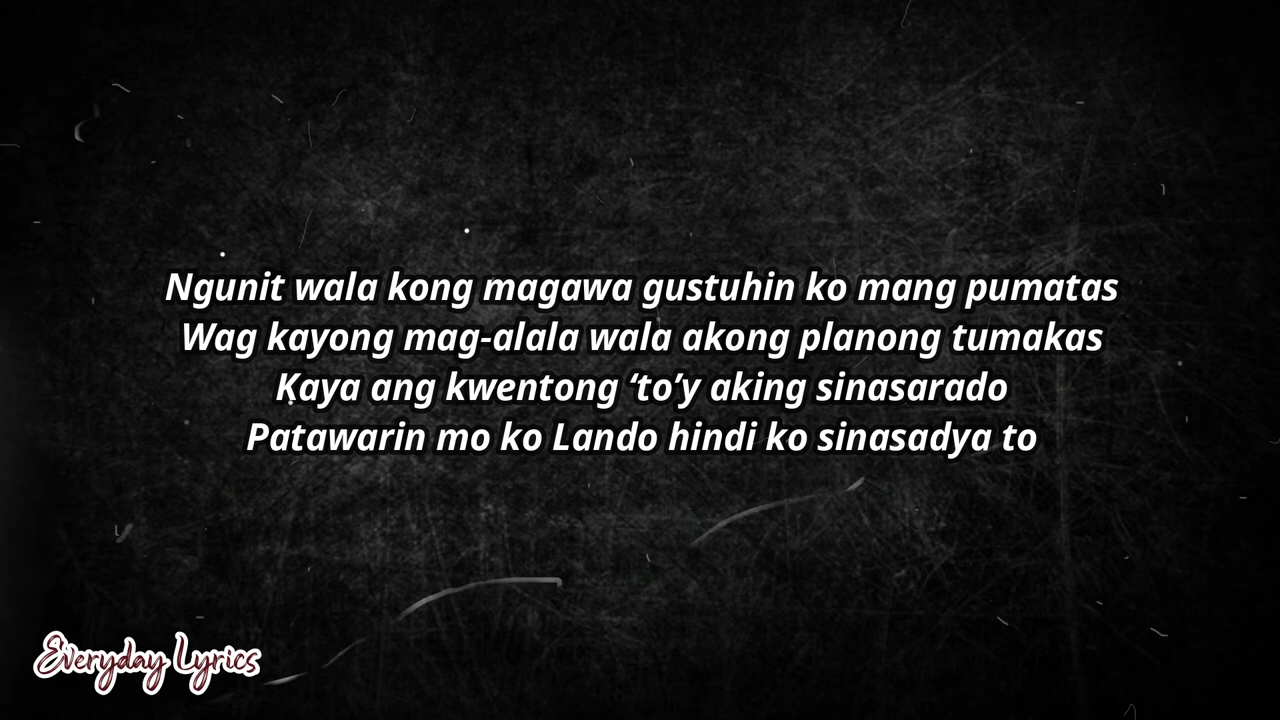 Ngunit wala kong magawa gustuhin ko mang pumatas
Wag kayong mag-alala wala akong planong tumakas
Kaya ang kwentong ‘to’y aking sinasarado
Patawarin mo ko Lando hindi ko sinasadya to
Everyday Lyrics